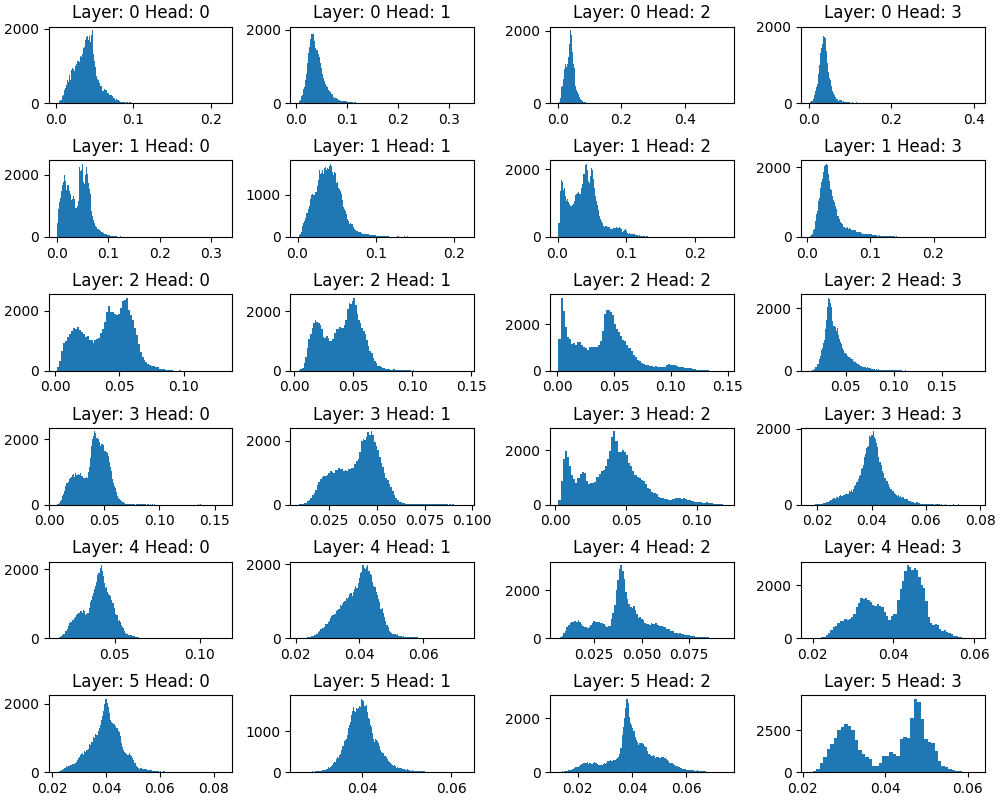 Layer: 0 Head: 0 Layer: 0 Head: 1 Layer: 0 Head: 2 Layer: 0 Head: 3
2000 2000 2000 2000
0 0 0 0
0.0 0.1 0.2 0.0 0.1 0.2 0.3 0.0 0.2 0.4 0.0 0.2 0.4
Layer: 1 Head: 0 Layer: 1 Head: 1 Layer: 1 Head: 2 Layer: 1 Head: 3
2000 1000 2000 2000
0 0 0 0
0.0 0.1 0.2 0.3 0.0 0.1 0.2 0.0 0.1 0.2 0.0 0.1 0.2
Layer: 2 Head: 0 Layer: 2 Head: 1 Layer: 2 Head: 2 Layer: 2 Head: 3
2000 2000 2000 2000
0 0 0 0
0.00 0.05 0.10 0.00 0.05 0.10 0.15 0.00 0.05 0.10 0.15 0.05 0.10 0.15
Layer: 3 Head: 0 Layer: 3 Head: 1 Layer: 3 Head: 2 Layer: 3 Head: 3
2000 2000 2000 2000
0 0 0 0
0.00 0.05 0.10 0.15 0.025 0.050 0.075 0.100 0.00 0.05 0.10 0.02 0.04 0.06 0.08
Layer: 4 Head: 0 Layer: 4 Head: 1 Layer: 4 Head: 2 Layer: 4 Head: 3
2000 2000 2000 2000
0 0 0 0
0.05 0.10 0.02 0.04 0.06 0.025 0.050 0.075 0.02 0.04 0.06
Layer: 5 Head: 0 Layer: 5 Head: 1 Layer: 5 Head: 2 Layer: 5 Head: 3
2000 1000 2000 2500
0 0 0 0
0.02 0.04 0.06 0.08 0.04 0.06 0.02 0.04 0.06 0.02 0.04 0.06